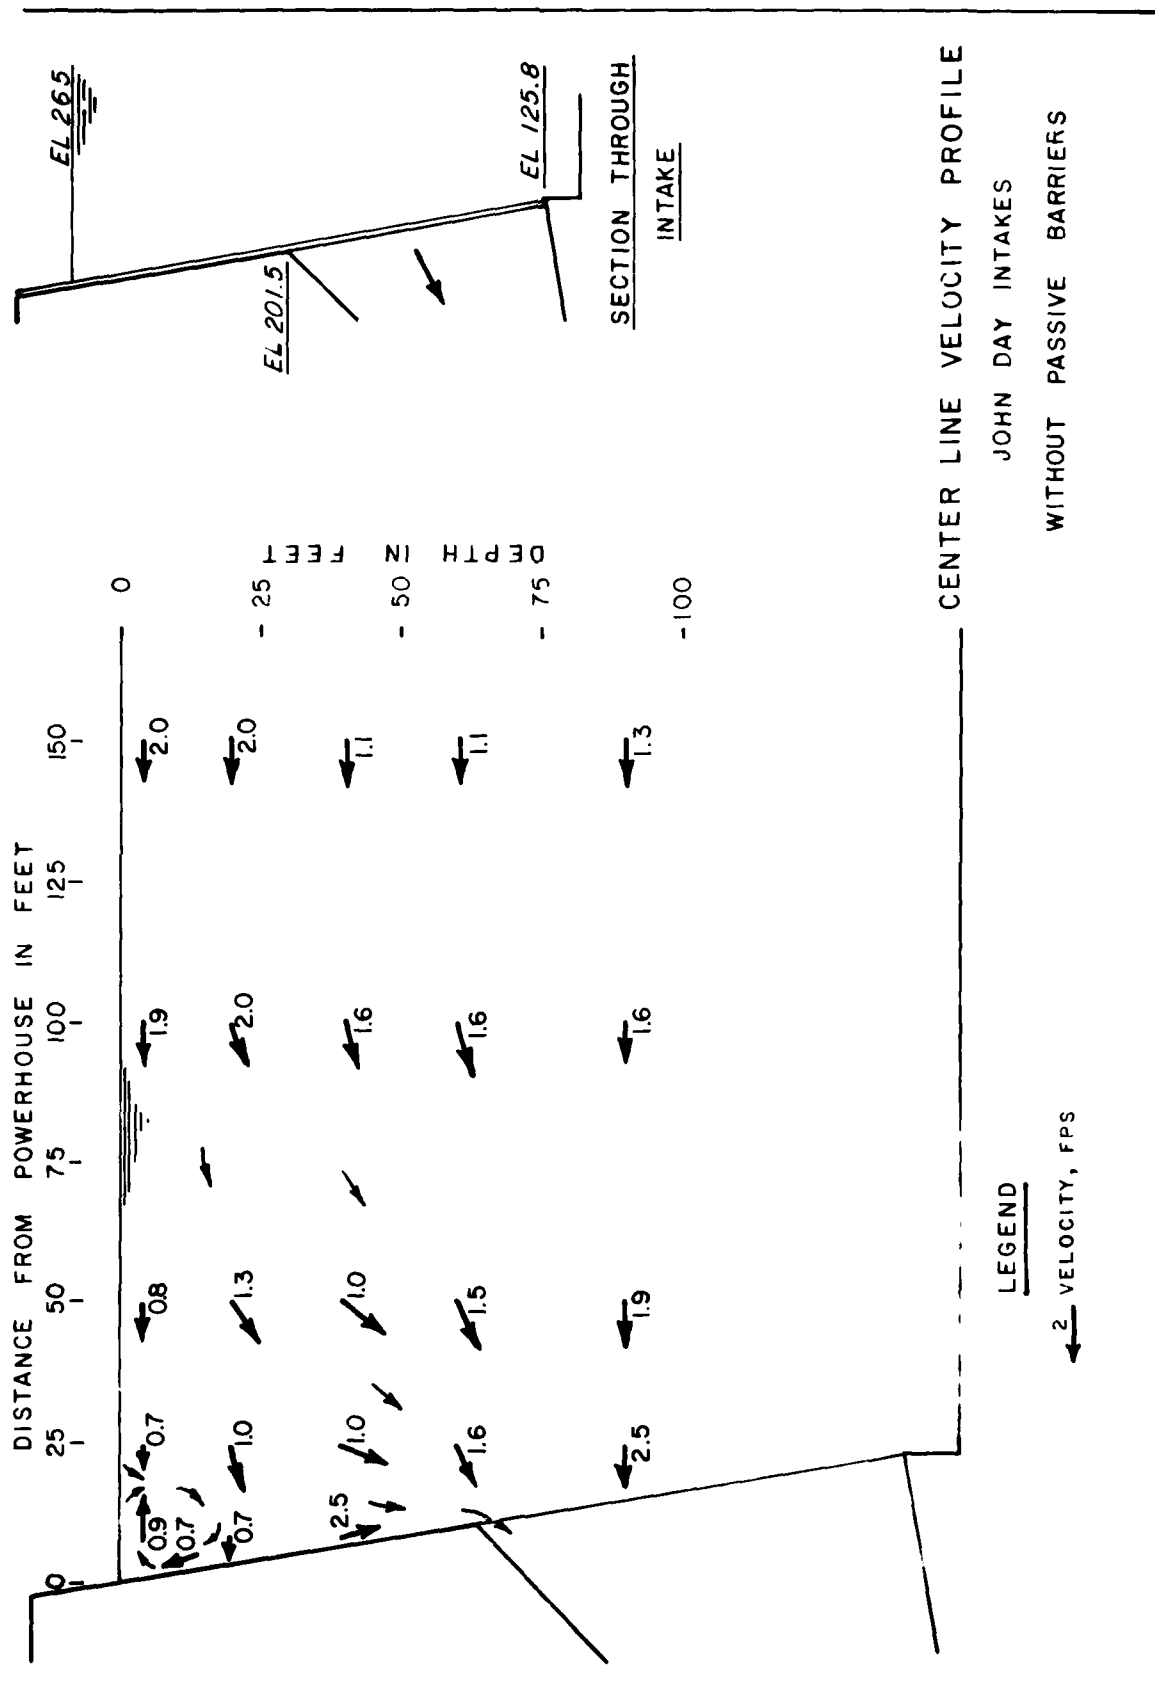 DISTANCE FROM POWERHOUSE IN FEET
0 25 50 75 100 125 150
0.9 0.7 0.8 1.9 2.0
0.7
0.7 1.0 1.3 2.0 2.0
2.5 1.0 1.0 1.6 1.1
1.6 1.5 1.6 1.1
2.5 1.9 1.6 1.3
0
- 25
- 50
- 75
- 100
DEPTH IN FEET
EL 265
EL 201.5
EL 125.8
SECTION THROUGH
INTAKE
LEGEND
2 VELOCITY, FPS
CENTER LINE VELOCITY PROFILE
JOHN DAY INTAKES
WITHOUT PASSIVE BARRIERS